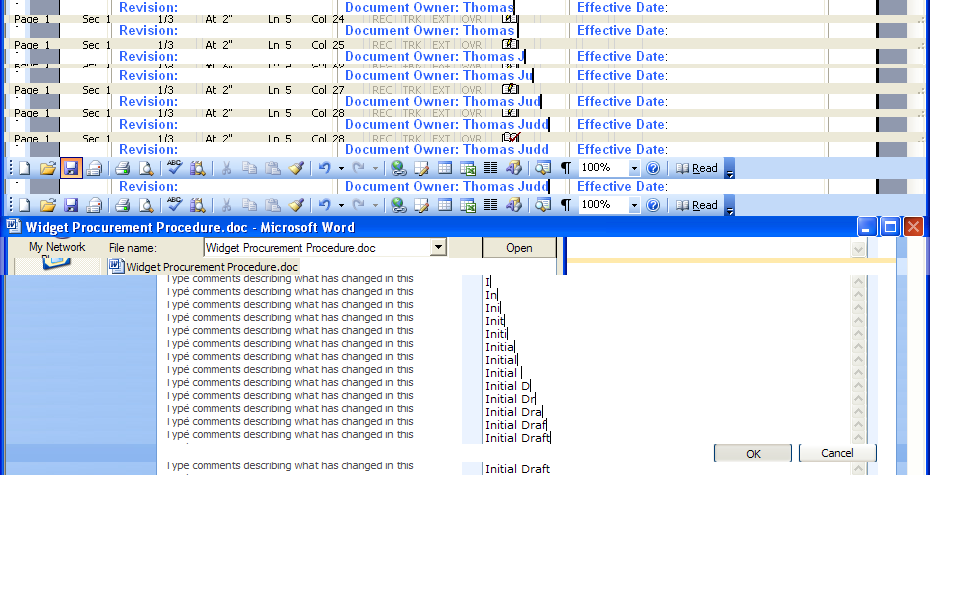 Revision: Document Owner: Thomas Effective Date:
Page 1 Sec 1 1/3 At 2" Ln 5 Col 24 REC TRK EXT OVR
Revision: Document Owner: Thomas Effective Date:
Page 1 Sec 1 1/3 At 2" Ln 5 Col 25 REC TRK EXT OVR
Revision: Document Owner: Thomas J Effective Date:
Revision: Document Owner: Thomas Ju Effective Date:
Page 1 Sec 1 1/3 At 2" Ln 5 Col 27 REC TRK EXT OVR
Revision: Document Owner: Thomas Jud Effective Date:
Page 1 Sec 1 1/3 At 2" Ln 5 Col 28 REC TRK EXT OVR
Revision: Document Owner: Thomas Judd Effective Date:
Page 1 Sec 1 1/3 At 2" Ln 5 Col 28 REC TRK EXT OVR
Revision: Document Owner: Thomas Judd Effective Date:
ABC 100% Read
Revision: Document Owner: Thomas Judd Effective Date:
ABC 100% Read
Widget Procurement Procedure.doc - Microsoft Word
My Network File name: Widget Procurement Procedure.doc Open
Widget Procurement Procedure.doc
Type comments describing what has changed in this I
Type comments describing what has changed in this In
Type comments describing what has changed in this Ini
Type comments describing what has changed in this Init
Type comments describing what has changed in this Initi
Type comments describing what has changed in this Initia
Type comments describing what has changed in this Initial
Type comments describing what has changed in this Initial
Type comments describing what has changed in this Initial D
Type comments describing what has changed in this Initial Dr
Type comments describing what has changed in this Initial Dra
Type comments describing what has changed in this Initial Draf
Type comments describing what has changed in this Initial Draft
OK Cancel
Type comments describing what has changed in this Initial Draft